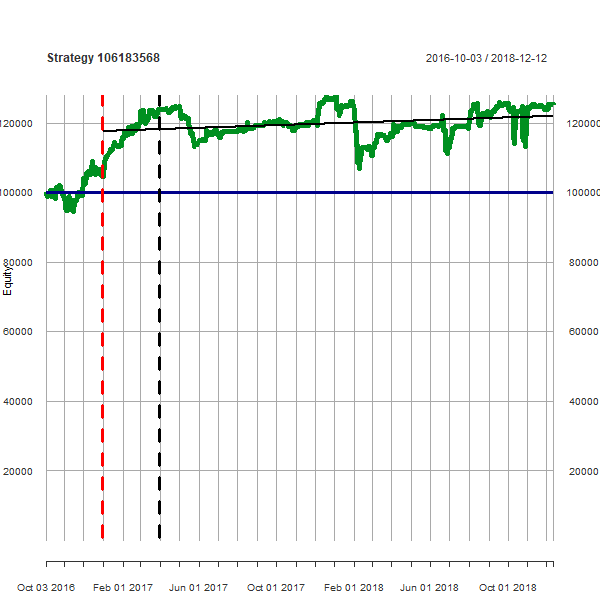 Strategy 106183568
2016-10-03 / 2018-12-12
120000
120000
100000
100000
80000
80000
Equity
60000
60000
40000
40000
20000
20000
Oct 03 2016
Feb 01 2017
Jun 01 2017
Oct 02 2017
Feb 01 2018
Jun 01 2018
Oct 01 2018